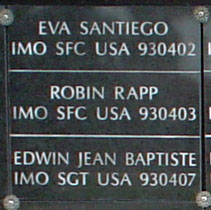 EVA SANTIEGO
IMO SFC USA 930402
ROBIN RAPP
IMO SFC USA 930403
EDWIN JEAN BAPTISTE
IMO SGT USA 930407